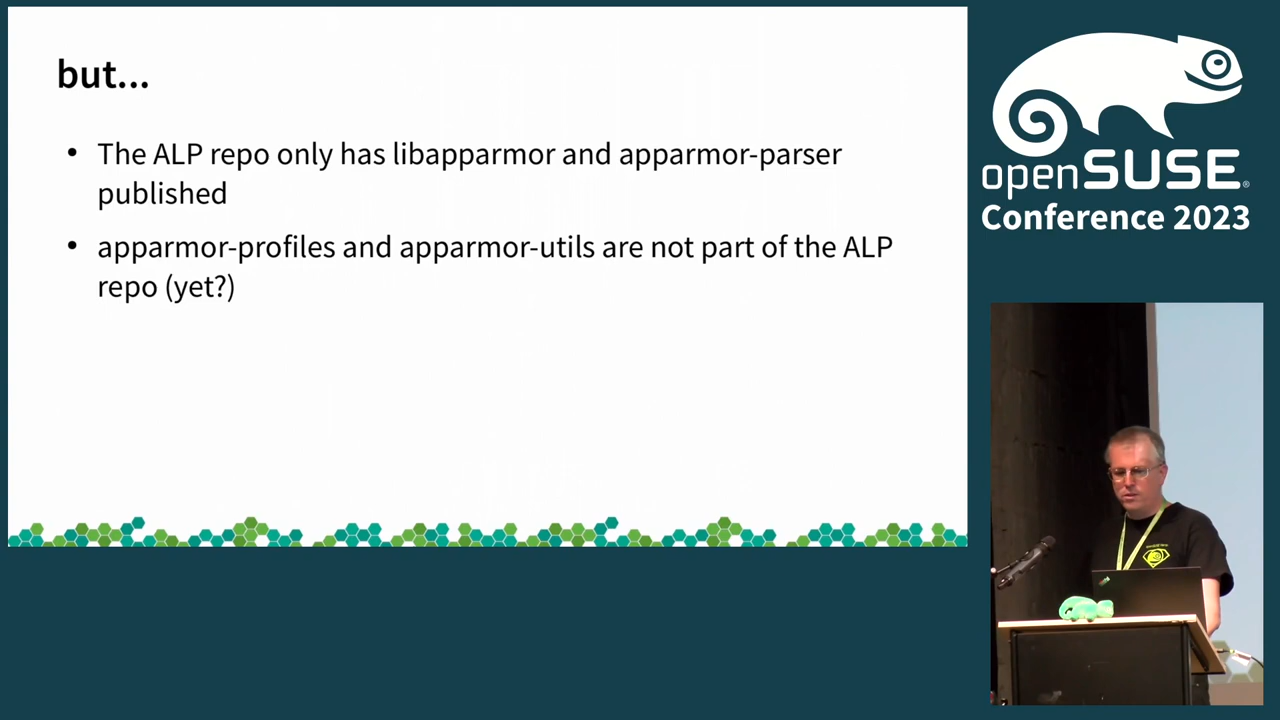 but...
• The ALP repo only has libapparmor and apparmor-parser
published
• apparmor-profiles and apparmor-utils are not part of the ALP
repo (yet?)
openSUSE®
Conference 2023